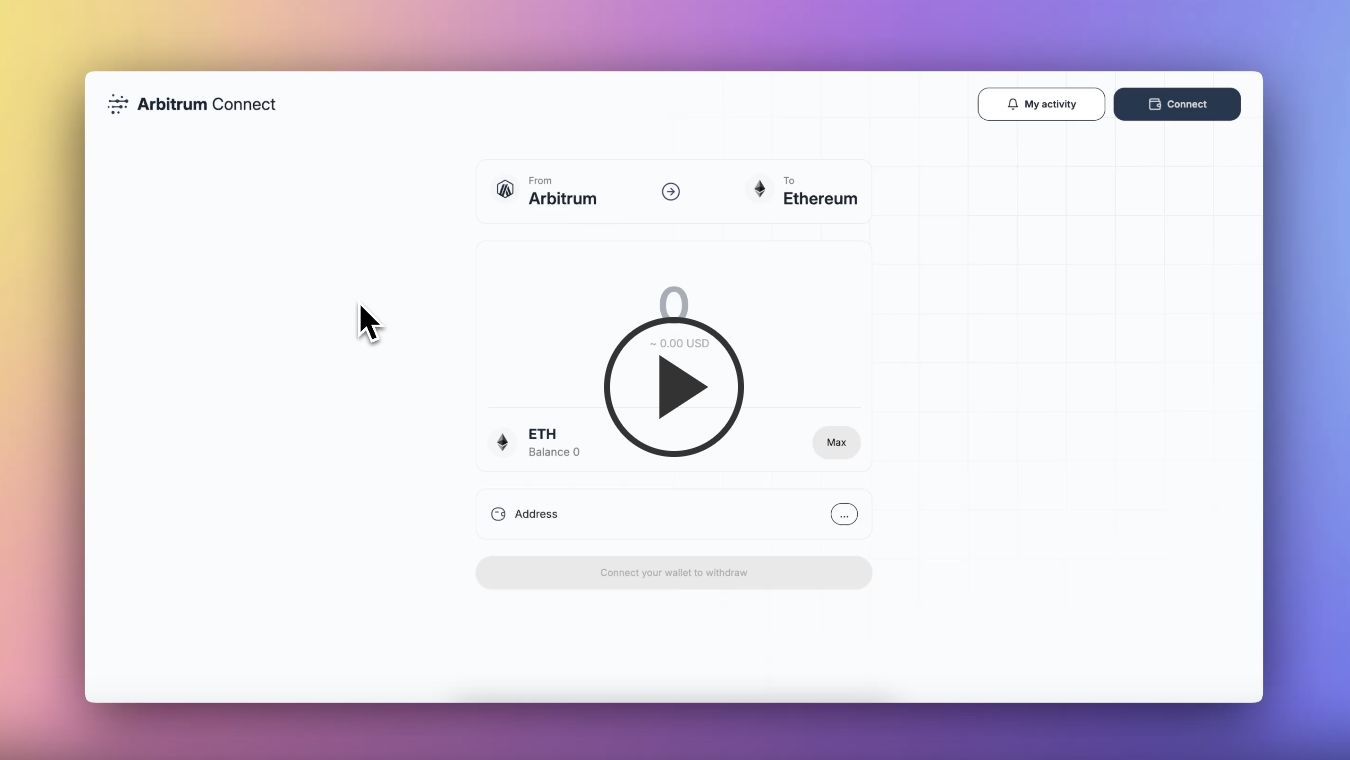 Arbitrum Connect
My activity
Connect
From
Arbitrum
To
Ethereum
0
~ 0.00 USD
ETH
Balance 0
Max
Address
...
Connect your wallet to withdraw